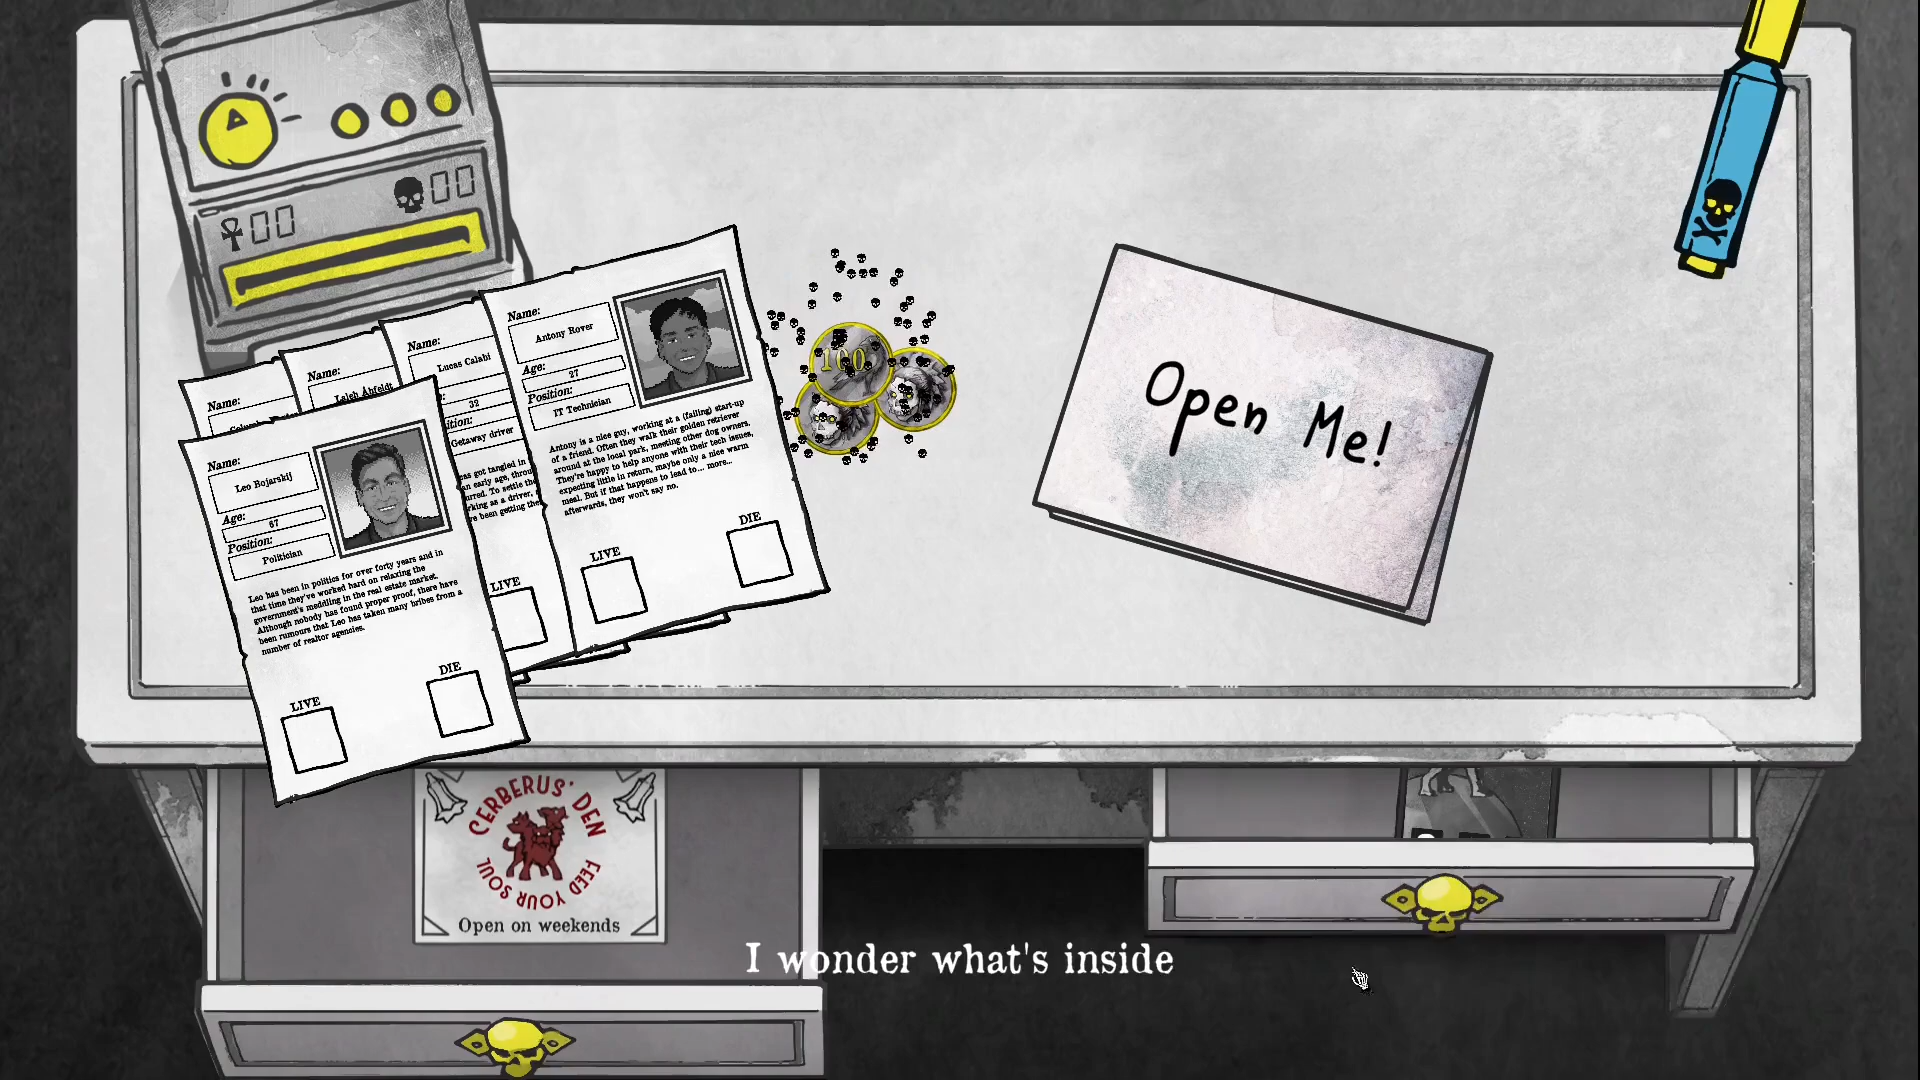 00
00
Name:
Antony Rover
Age:
27
Position:
IT Technician
Antony is a nice guy, working at a (failing) start-up
of a friend. Often they walk their golden retriever
around at the local park, meeting other dog owners.
They're happy to help anyone with their tech issues,
expecting little in return, maybe only a nice warm
meal. But if that happens to lead to... more...
afterwards, they won't say no.
LIVE
DIE
Name:
Lucas Calabi
32
Getaway driver
LIVE
Name:
Laleh Abfeldt
Name:
Name:
Leo Bojarskij
Age:
67
Position:
Politician
Leo has been in politics for over forty years and in
that time they've worked hard on relaxing the
government's meddling in the real estate market.
Although nobody has found proper proof, there have
been rumours that Leo has taken many bribes from a
number of realtor agencies.
LIVE
DIE
100
Open Me!
CERBERUS' DEN
FEED YOUR SOUL
Open on weekends
I wonder what's inside